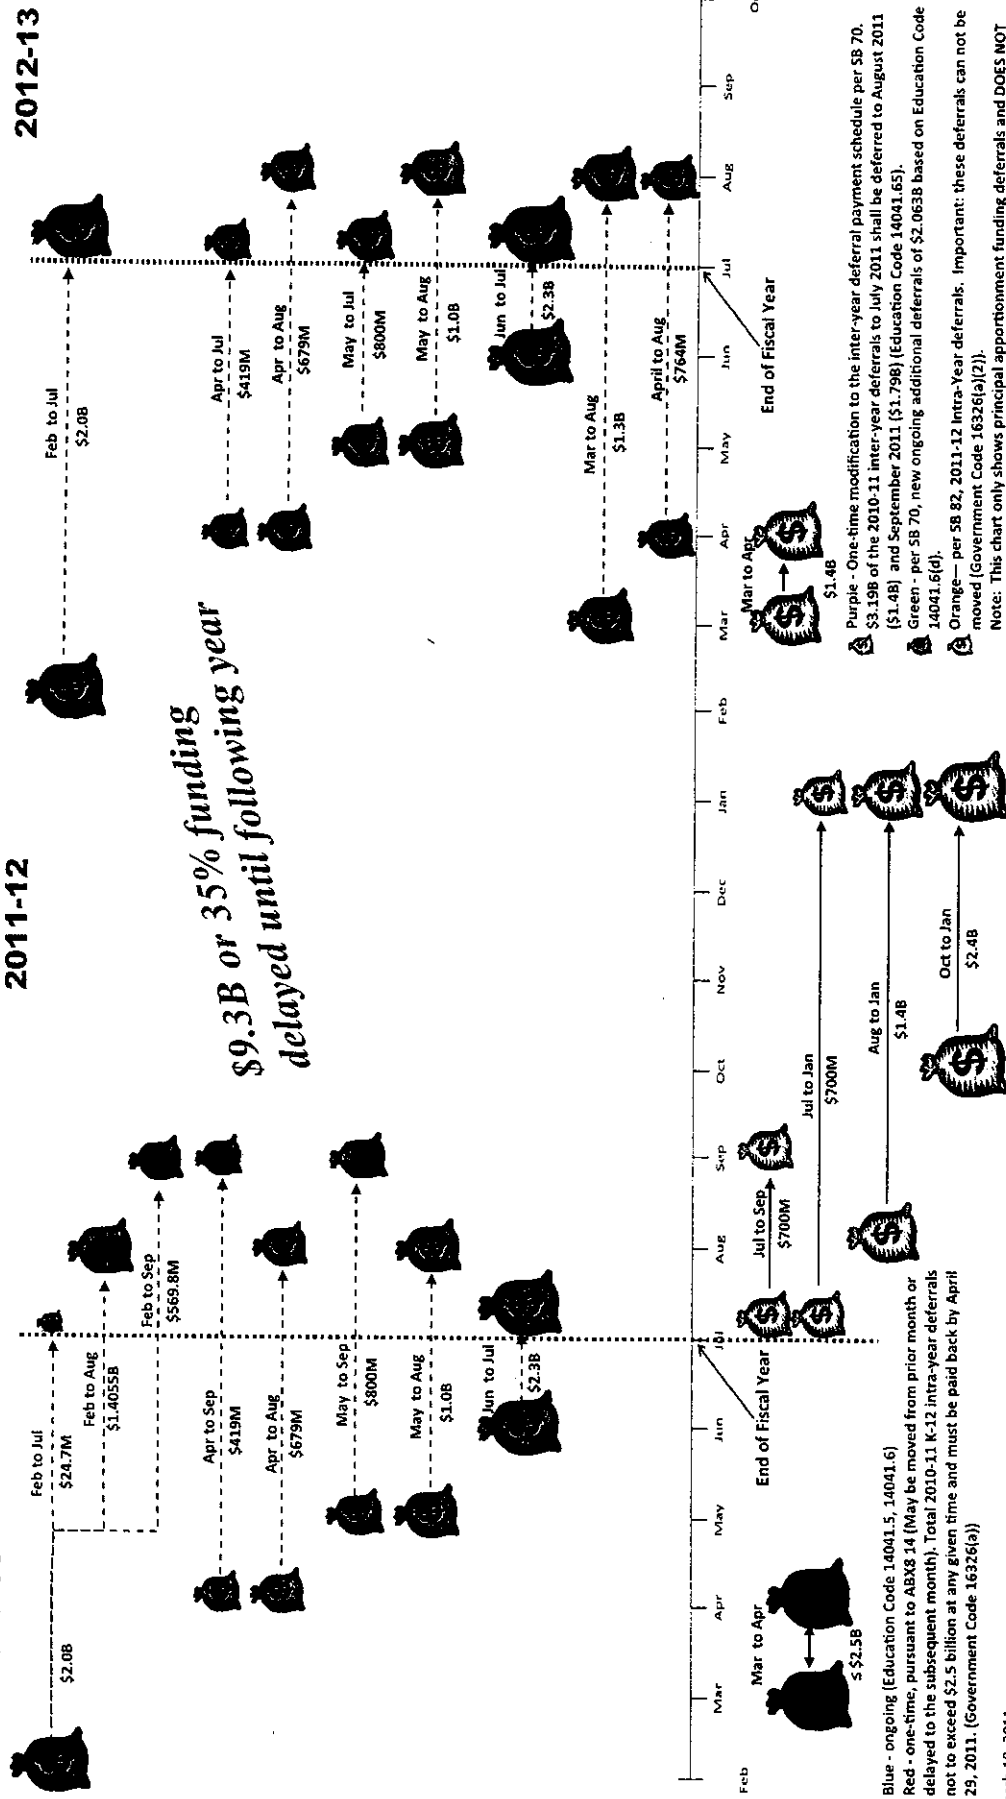 2011-12
2012-13
Feb to Jul
$24.7M
$2.0B
Feb to Aug
$1.4055B
Feb to Sep
$569.8M
Apr to Sep
$419M
Apr to Aug
$679M
May to Sep
$800M
May to Aug
$1.0B
Jun to Jul
$2.3B
$9.3B or 35% funding
delayed until following year
Feb to Jul
$2.0B
Apr to Jul
$419M
Apr to Aug
$679M
May to Jul
$800M
May to Aug
$1.0B
Jun to Jul
$2.3B
Mar to Aug
$1.3B
April to Aug
$764M
Feb
Mar
Apr
May
Jun
Jul
Aug
Sep
Oct
Nov
Dec
Jan
Feb
Mar
Apr
May
Jun
Jul
Aug
Sep
End of Fiscal Year
End of Fiscal Year
Mar to Apr
≤ $2.5B
Jul to Sep
$700M
Jul to Jan
$700M
Aug to Jan
$1.4B
Oct to Jan
$2.4B
Mar to Apr
$1.4B
Blue - ongoing (Education Code 14041.5, 14041.6)
Red - one-time, pursuant to ABX8 14 (May be moved from prior month or
delayed to the subsequent month). Total 2010-11 K-12 intra-year deferrals
not to exceed $2.5 billion at any given time and must be paid back by April
29, 2011. (Government Code 16326(a))
Purple - One-time modification to the inter-year deferral payment schedule per SB 70.
$3.19B of the 2010-11 inter-year deferrals to July 2011 shall be deferred to August 2011
($1.4B) and September 2011 ($1.79B) (Education Code 14041.65).
Green - per SB 70, new ongoing additional deferrals of $2.063B based on Education Code
14041.6(d).
Orange— per SB 82, 2011-12 Intra-Year deferrals. Important: these deferrals can not be
moved (Government Code 16326(a)(2)).
Note: This chart only shows principal apportionment funding deferrals and DOES NOT